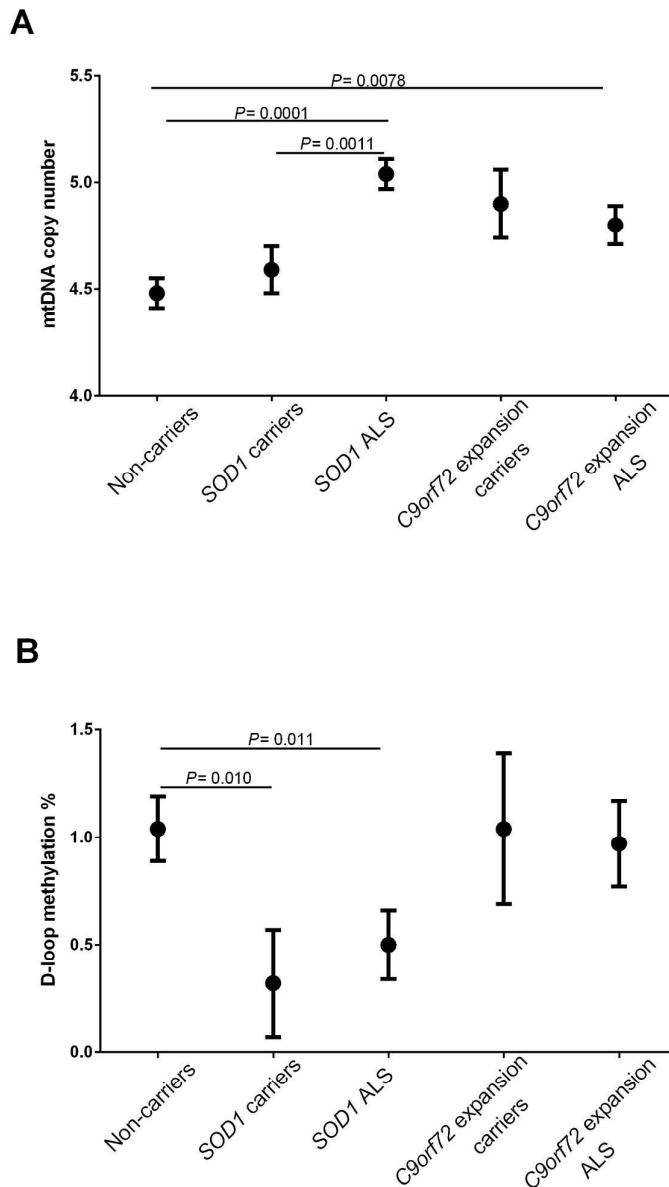 A
5.5
P= 0.0078
P= 0.0001
P= 0.0011
5.0
mtDNA copy number
4.5
4.0
Non-carriers
SOD1 carriers
SOD1 ALS
C9orf72 expansion
carriers
C9orf72 expansion
ALS
B
1.5
P= 0.011
P= 0.010
D-loop methylation %
1.0
0.5
0.0
Non-carriers
SOD1 carriers
SOD1 ALS
C9orf72 expansion
carriers
C9orf72 expansion
ALS